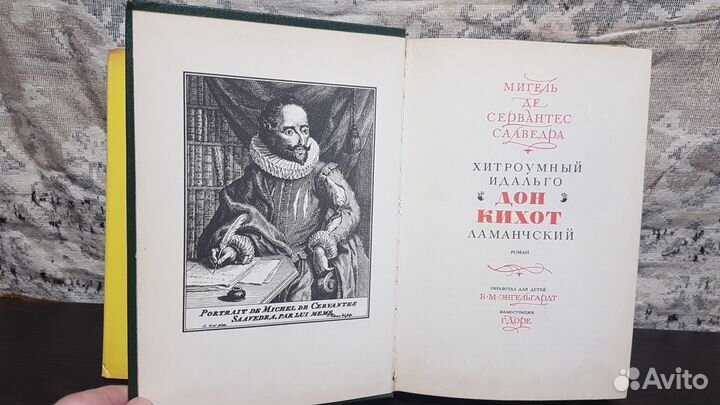 PORTRAIT DE MICHEL DE CERVANTES
SAAVEDRA, PAR LUI MEME
МИГЕЛЬ
ДЕ
СЕРВАНТЕС
СААВЕДРА
ХИТРОУМНЫЙ
ИДАЛЬГО
ДОН
КИХОТ
ЛАМАНЧСКИЙ
РОМАН
ОБРАБОТАЛ ДЛЯ ДЕТЕЙ
Б·М·ЭНГЕЛЬГАРДТ
ИЛЛЮСТРАЦИИ
Г·ДОРЕ
Avito